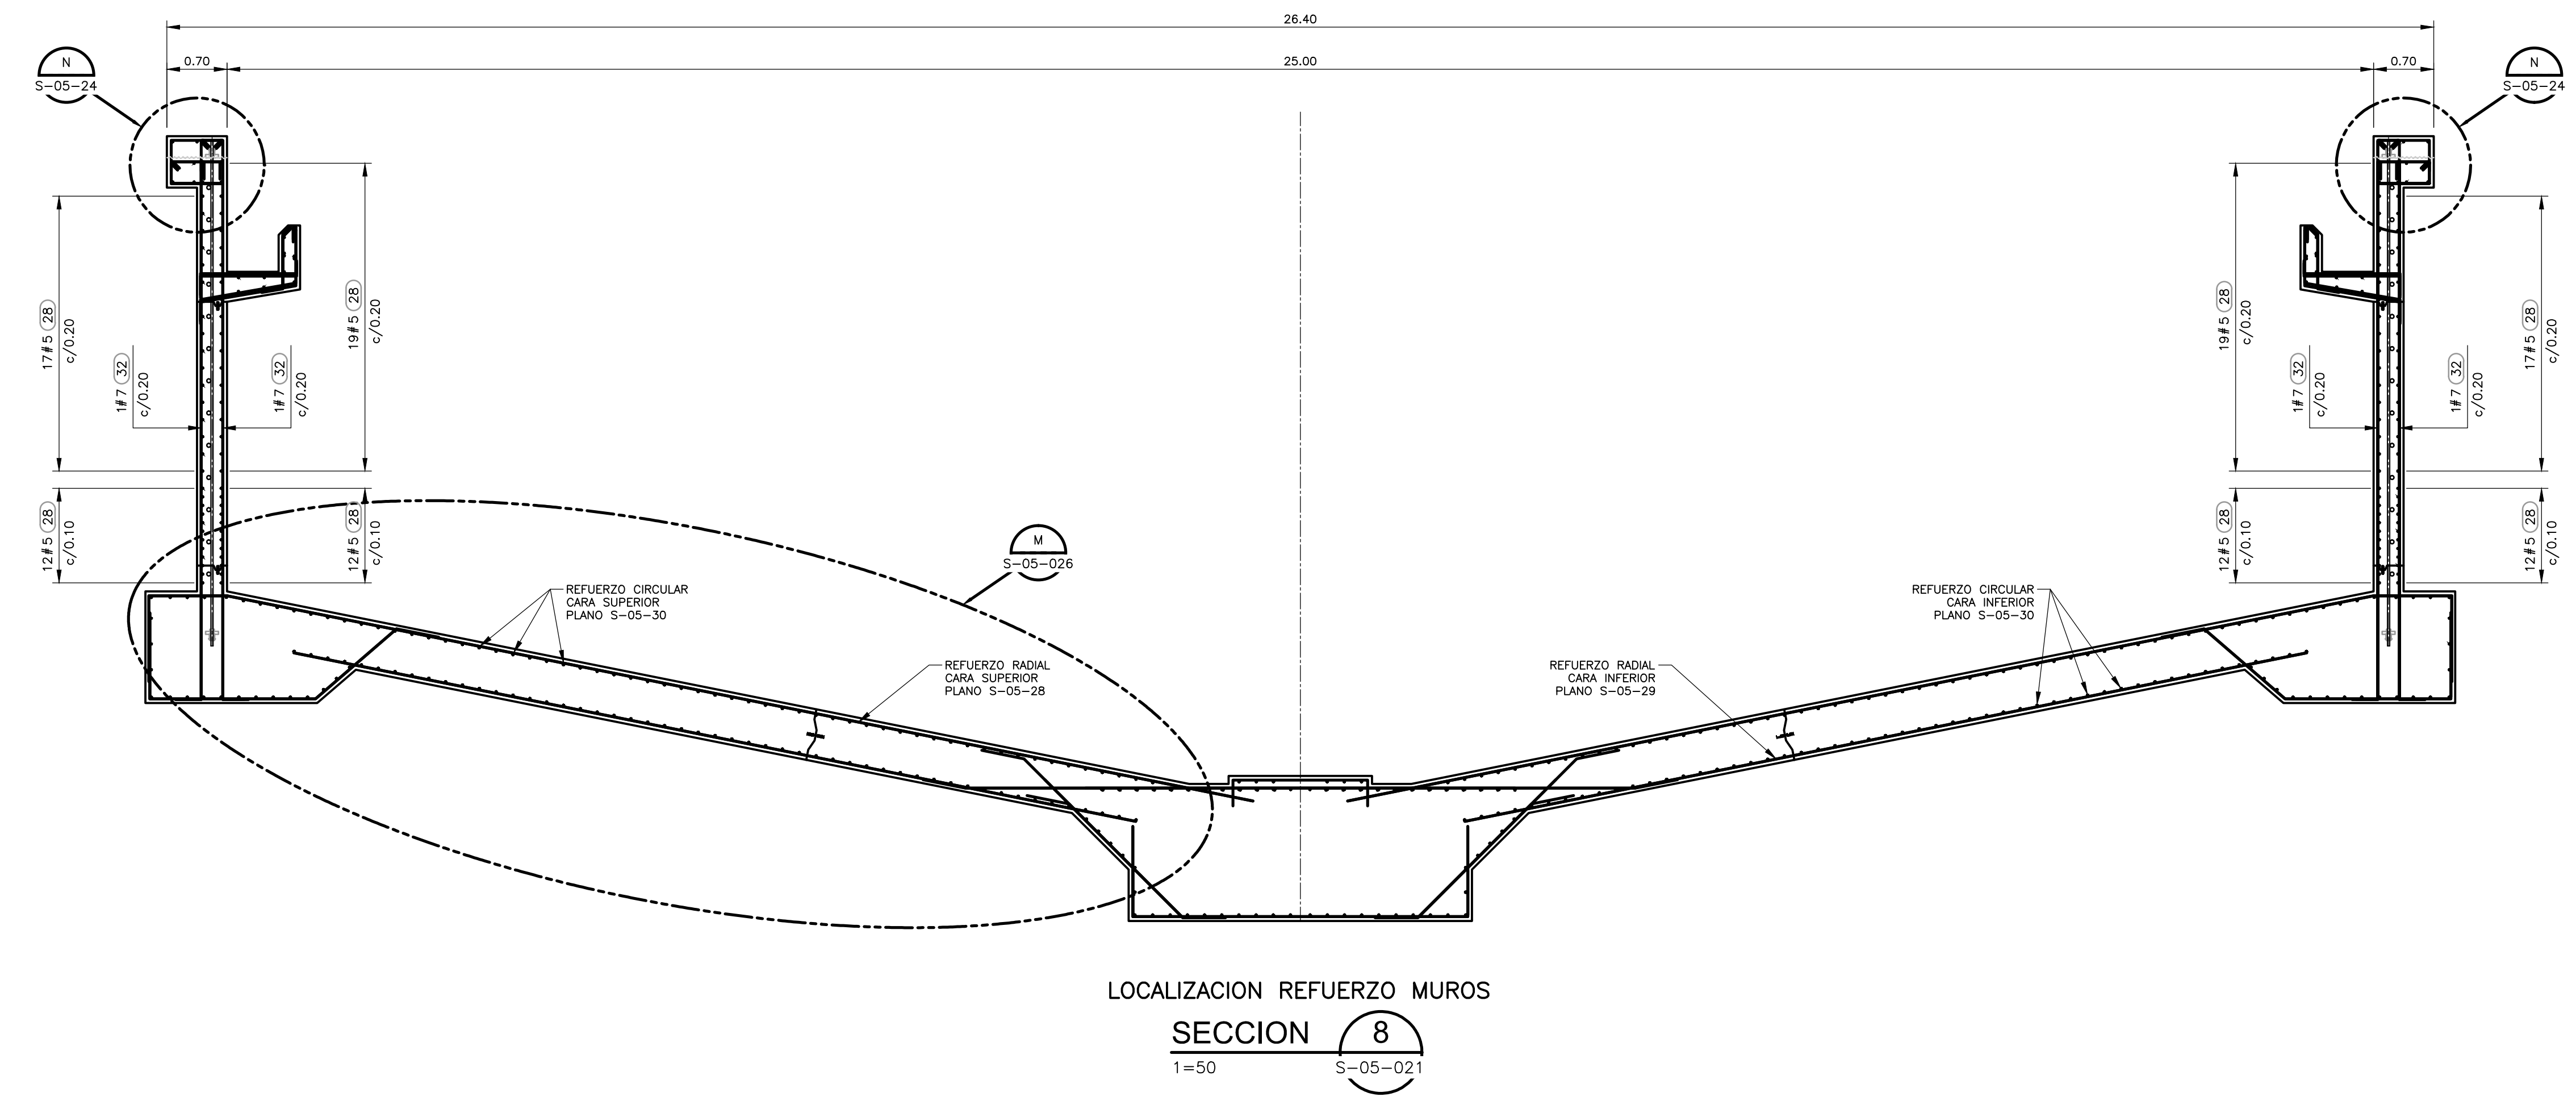 26.40
0.70
25.00
0.70
N
S-05-24
N
S-05-24
17#5 28
c/0.20
19#5 28
c/0.20
1#7 32
c/0.20
1#7 32
c/0.20
12#5 28
c/0.10
12#5 28
c/0.10
19#5 28
c/0.20
17#5 28
c/0.20
1#7 32
c/0.20
1#7 32
c/0.20
12#5 28
c/0.10
12#5 28
c/0.10
M
S-05-026
REFUERZO CIRCULAR
CARA SUPERIOR
PLANO S-05-30
REFUERZO RADIAL
CARA SUPERIOR
PLANO S-05-28
REFUERZO CIRCULAR
CARA INFERIOR
PLANO S-05-30
REFUERZO RADIAL
CARA INFERIOR
PLANO S-05-29
LOCALIZACION REFUERZO MUROS
SECCION 8
1=50 S-05-021